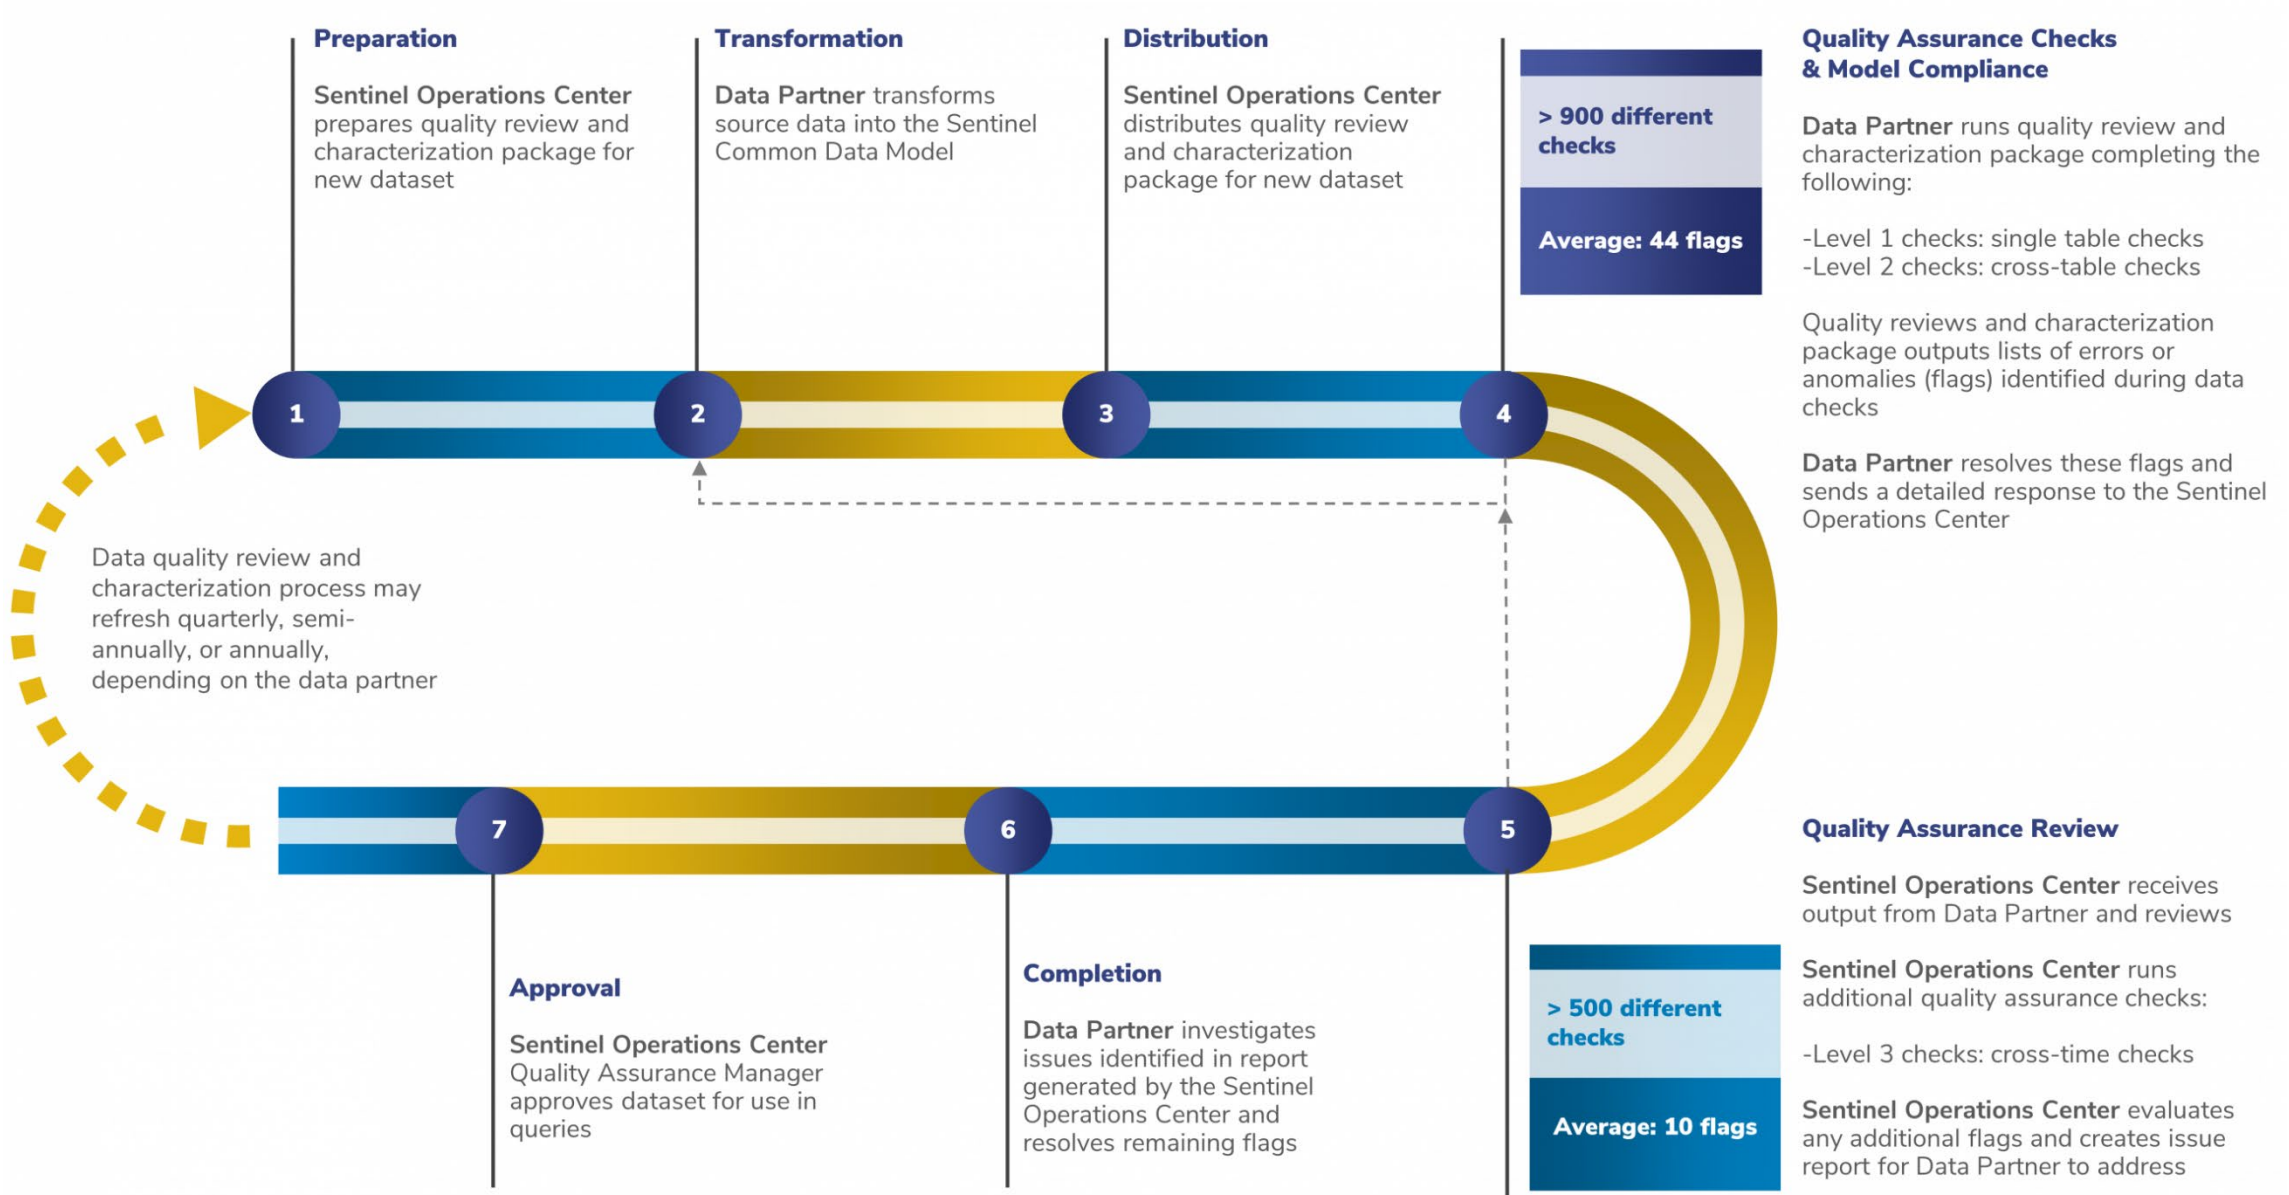 Preparation
Sentinel Operations Center
prepares quality review and
characterization package for
new dataset
Transformation
Data Partner transforms
source data into the Sentinel
Common Data Model
Distribution
Sentinel Operations Center
distributes quality review
and characterization
package for new dataset
> 900 different
checks
Average: 44 flags
Quality Assurance Checks
& Model Compliance
Data Partner runs quality review and
characterization package completing the
following:
-Level 1 checks: single table checks
-Level 2 checks: cross-table checks
Quality reviews and characterization
package outputs lists of errors or
anomalies (flags) identified during data
checks
Data Partner resolves these flags and
sends a detailed response to the Sentinel
Operations Center
1
2
3
4
Data quality review and
characterization process may
refresh quarterly, semi-
annually, or annually,
depending on the data partner
7
6
5
Approval
Sentinel Operations Center
Quality Assurance Manager
approves dataset for use in
queries
Completion
Data Partner investigates
issues identified in report
generated by the Sentinel
Operations Center and
resolves remaining flags
> 500 different
checks
Average: 10 flags
Quality Assurance Review
Sentinel Operations Center receives
output from Data Partner and reviews
Sentinel Operations Center runs
additional quality assurance checks:
-Level 3 checks: cross-time checks
Sentinel Operations Center evaluates
any additional flags and creates issue
report for Data Partner to address